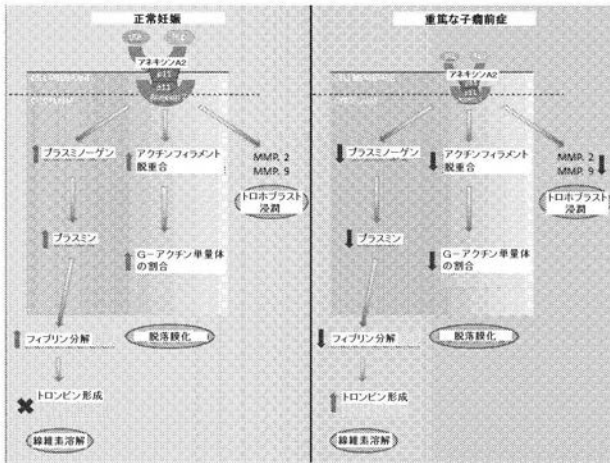 正常妊娠
アネキシンA2
p11
p11
プラスミノーゲン
アクチンフィラメント
脱重合
MMP. 2
MMP. 9
トロホブラスト
浸潤
プラスミン
G-アクチン単量体
の割合
フィブリン分解
脱落膜化
トロンビン形成
線維素溶解
重篤な子癇前症
アネキシンA2
p11
プラスミノーゲン
アクチンフィラメント
脱重合
MMP. 2
MMP. 9
トロホブラスト
浸潤
プラスミン
G-アクチン単量体
の割合
フィブリン分解
脱落膜化
トロンビン形成
線維素溶解